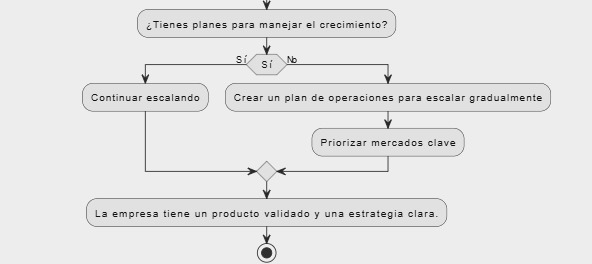 ¿Tienes planes para manejar el crecimiento?
Sí
Sí
No
Continuar escalando
Crear un plan de operaciones para escalar gradualmente
Priorizar mercados clave
La empresa tiene un producto validado y una estrategia clara.